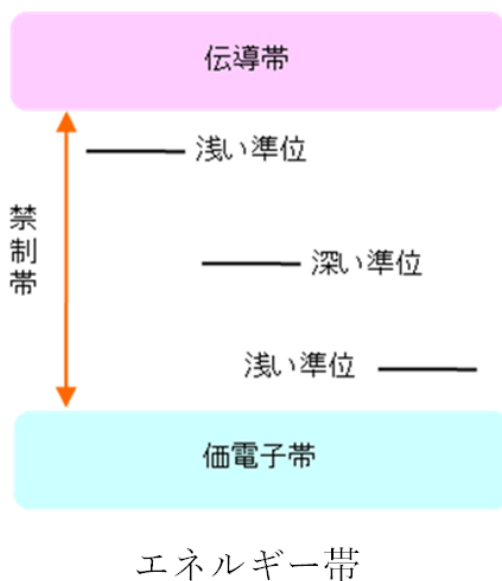 伝導帯
浅い準位
禁制帯
深い準位
浅い準位
価電子帯
エネルギー帯